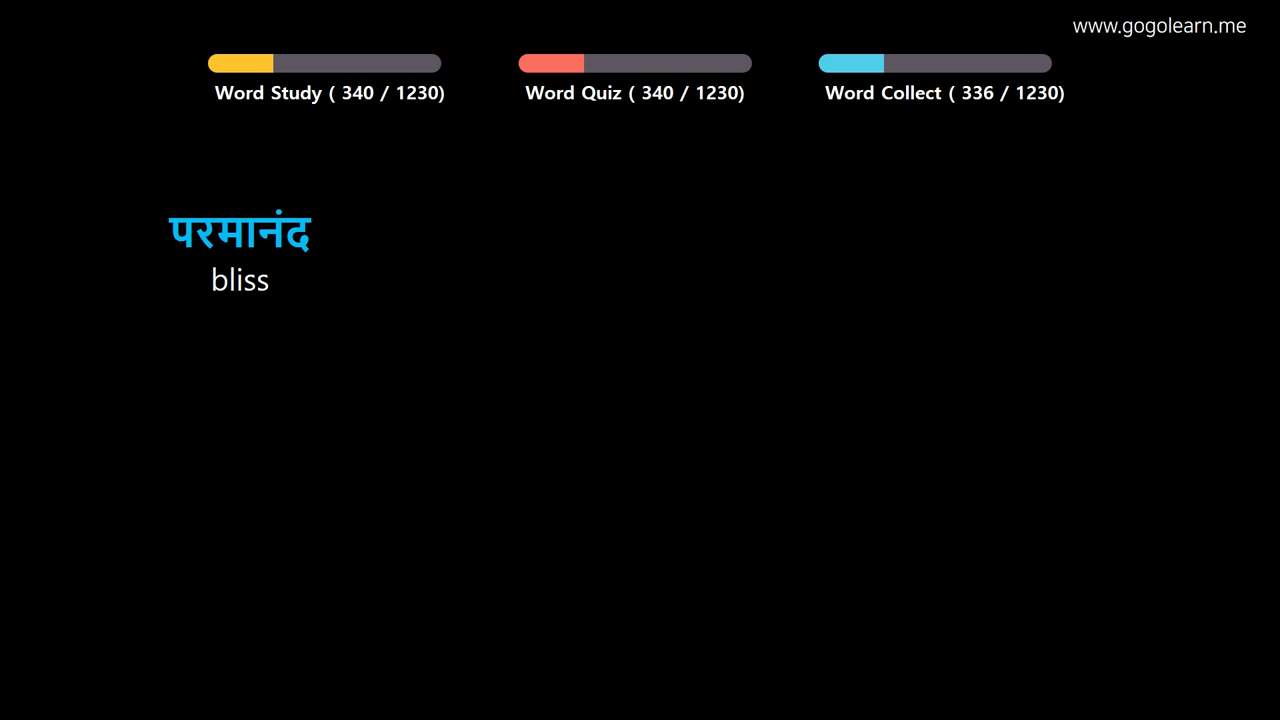 www.gogolearn.me
Word Study ( 340 / 1230)
Word Quiz ( 340 / 1230)
Word Collect ( 336 / 1230)
परमानंद
bliss